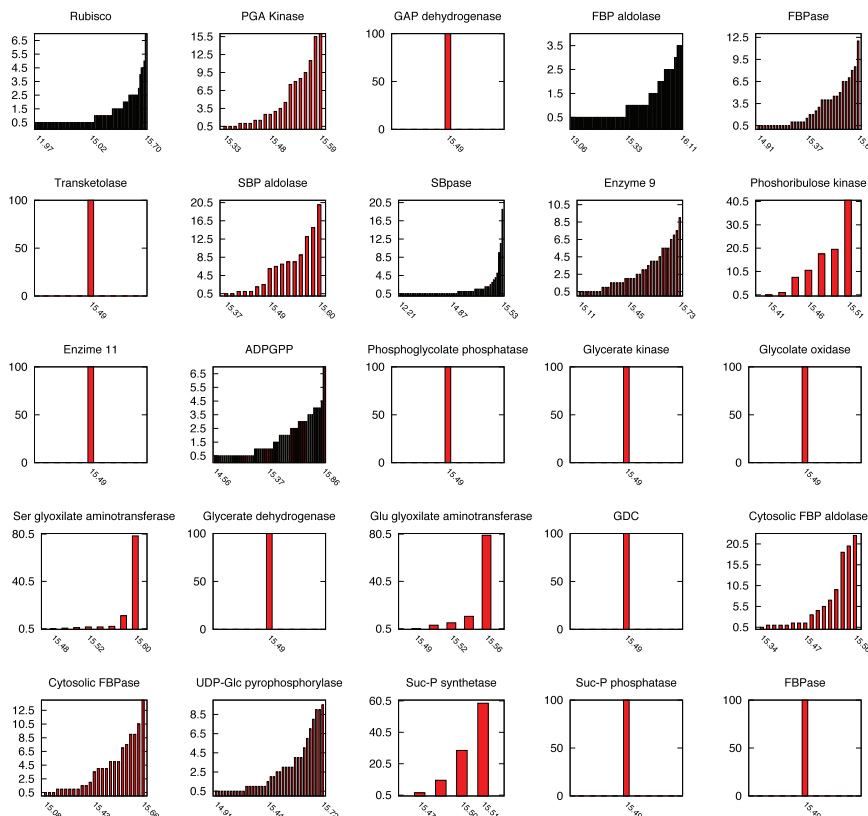 Rubisco PGA Kinase GAP dehydrogenase FBP aldolase FBPase
6.5 15.5 100 3.5 12.5
5.5 12.5 9.5
4.5 9.5 50 2.5 6.5
3.5 6.5 1.5 3.5
2.5 3.5 0.5
1.5 0.5 0 0.5
0.5
11.97 15.02 15.70 15.33 15.48 15.59 15.49 13.06 15.33 16.11 14.91 15.37
Transketolase SBP aldolase SBpase Enzyme 9 Phoshoribulose kinase
100 20.5 20.5 10.5 40.5
16.5 16.5 8.5 30.5
50 12.5 12.5 6.5 20.5
8.5 8.5 4.5 10.5
4.5 4.5 2.5 0.5
0 0.5 0.5 0.5
15.49 15.37 15.49 15.60 12.21 14.87 15.53 15.11 15.45 15.73 15.41 15.46 15.51
Enzime 11 ADPGPP Phosphoglycolate phosphatase Glycerate kinase Glycolate oxidase
100 6.5 100 100 100
5.5
4.5
50 3.5 50 50 50
2.5
1.5
0 0.5 0 0 0
15.49 14.56 15.37 15.86 15.49 15.49 15.49
Ser glyoxilate aminotransferase Glycerate dehydrogenase Glu glyoxilate aminotransferase GDC Cytosolic FBP aldolase
80.5 100 80.5 100 20.5
15.5
40.5 50 40.5 50 10.5
5.5
0.5 0 0.5 0 0.5
15.48 15.52 15.60 15.49 15.49 15.52 15.56 15.49 15.34 15.47
Cytosolic FBPase UDP-Glc pyrophosphorylase Suc-P synthetase Suc-P phosphatase FBPase
12.5 8.5 60.5 100 100
10.5 6.5 40.5
8.5 4.5 50 50
6.5 20.5
4.5 2.5
2.5 0.5 0.5 0 0
0.5